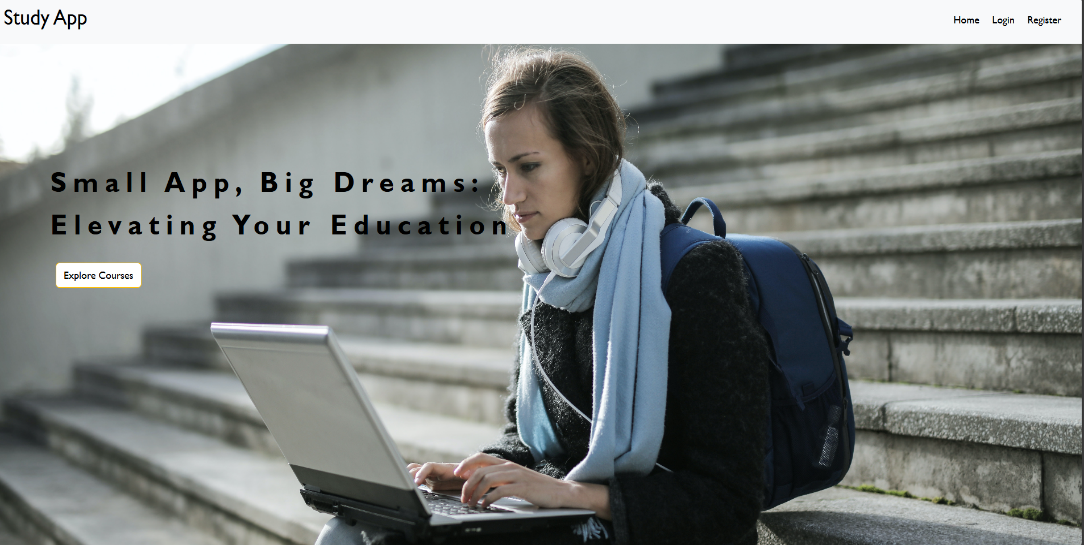 Study App
Home Login Register
Small App, Big Dreams:
Elevating Your Education
Explore Courses